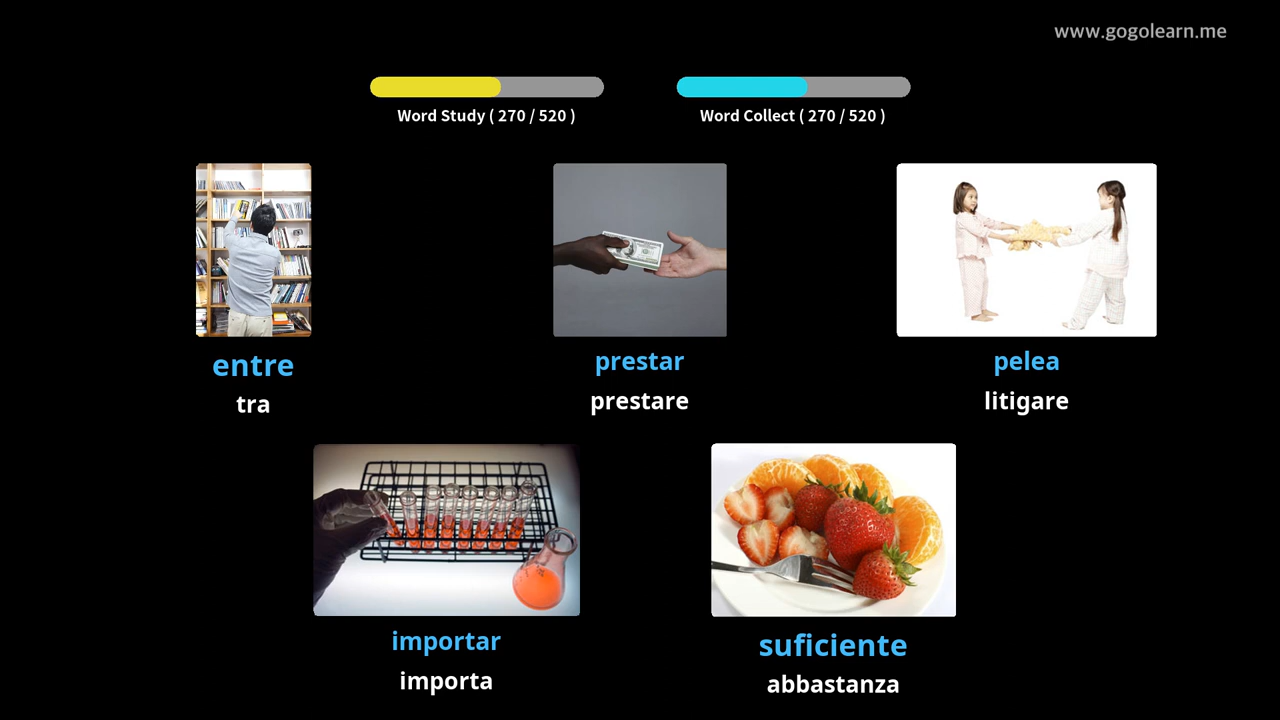 www.gogolearn.me
Word Study ( 270 / 520 )
Word Collect ( 270 / 520 )
entre
tra
prestar
prestare
pelea
litigare
importar
importa
suficiente
abbastanza